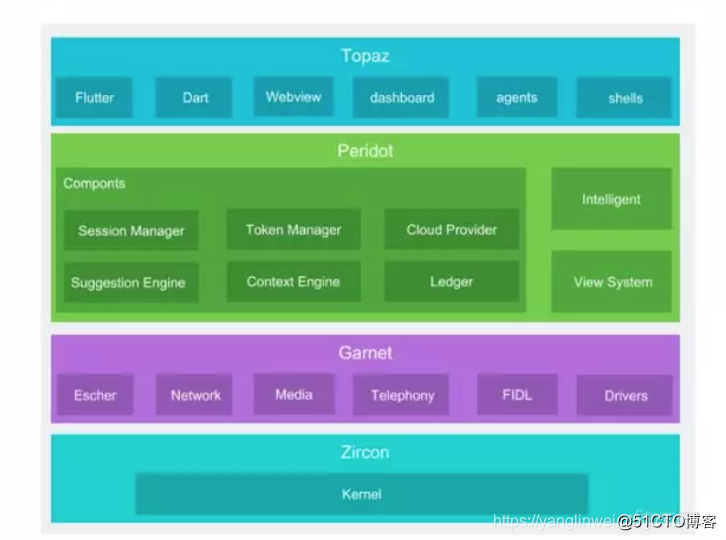 Topaz
Flutter Dart Webview dashboard agents shells
Peridot
Componts
Intelligent
Session Manager Token Manager Cloud Provider
Suggestion Engine Context Engine Ledger
View System
Garnet
Escher Network Media Telephony FIDL Drivers
Zircon
Kernel
https://yanglinwei @51CTO博客